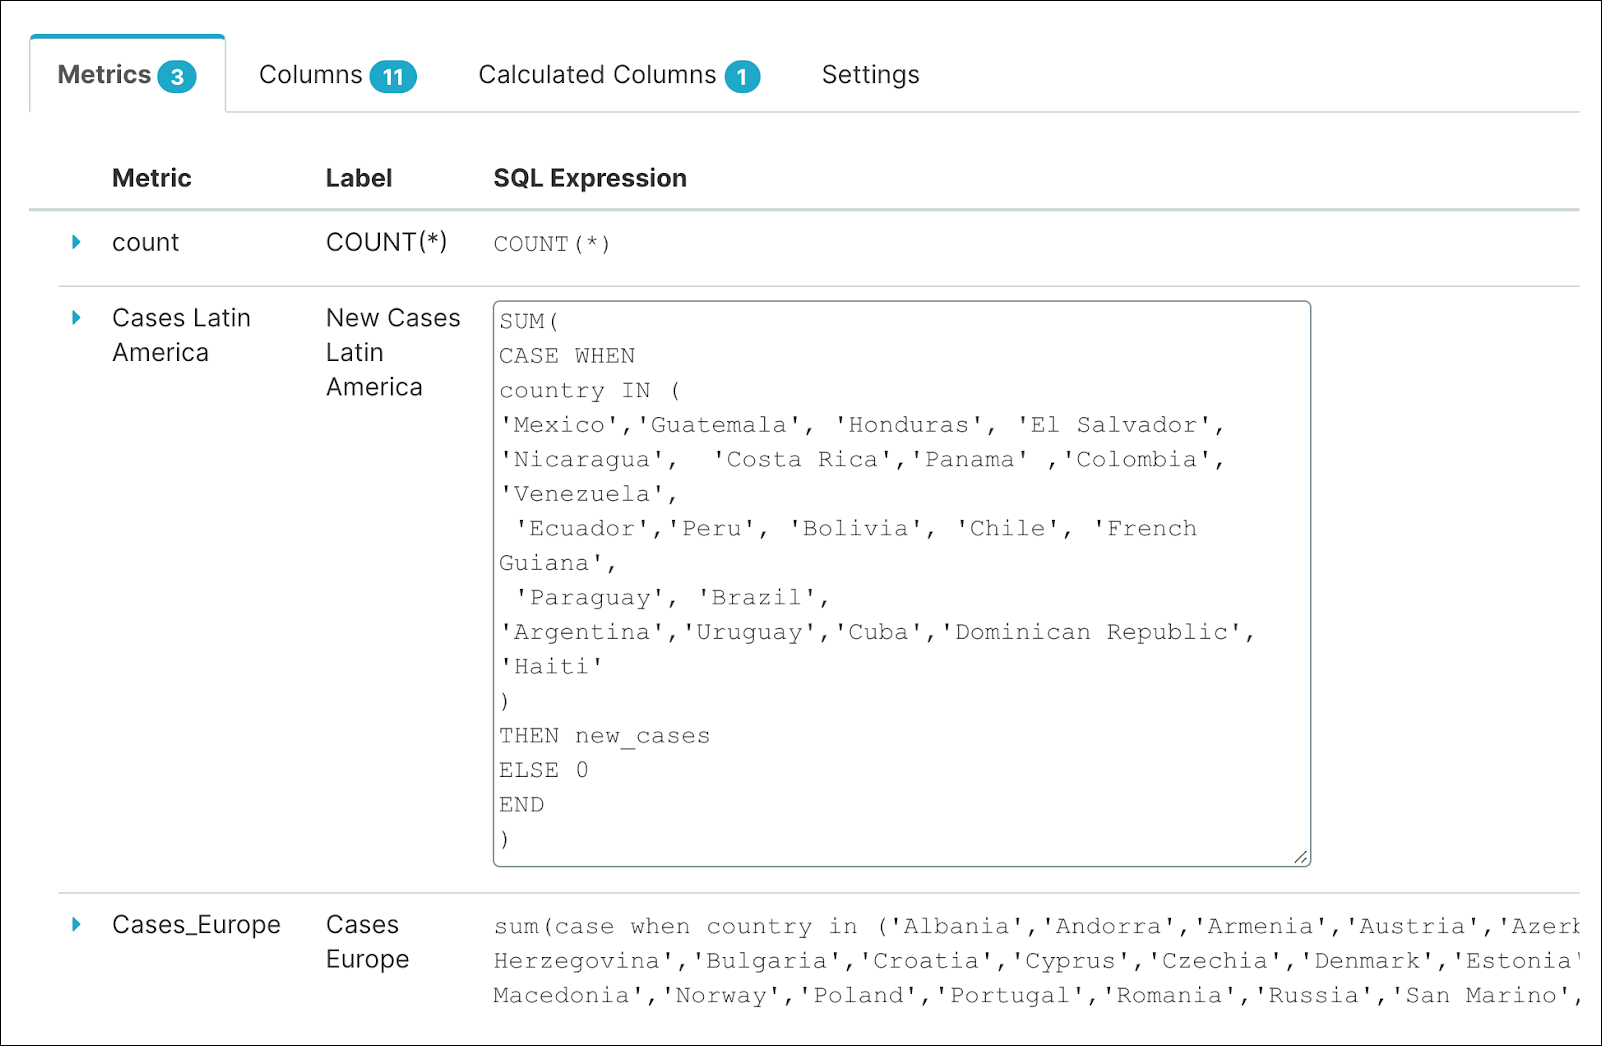 Metrics 3 Columns 11 Calculated Columns 1 Settings
Metric Label SQL Expression
count COUNT(*) COUNT(*)
Cases Latin America
New Cases Latin America
SUM(
CASE WHEN
country IN (
'Mexico','Guatemala', 'Honduras', 'El Salvador',
'Nicaragua',  'Costa Rica','Panama' ,'Colombia',
'Venezuela',
 'Ecuador','Peru', 'Bolivia', 'Chile', 'French
Guiana',
 'Paraguay', 'Brazil',
'Argentina','Uruguay','Cuba','Dominican Republic',
'Haiti'
)
THEN new_cases
ELSE 0
END
)
Cases_Europe
Cases Europe
sum(case when country in ('Albania','Andorra','Armenia','Austria','Azerb
Herzegovina','Bulgaria','Croatia','Cyprus','Czechia','Denmark','Estonia'
Macedonia','Norway','Poland','Portugal','Romania','Russia','San Marino',